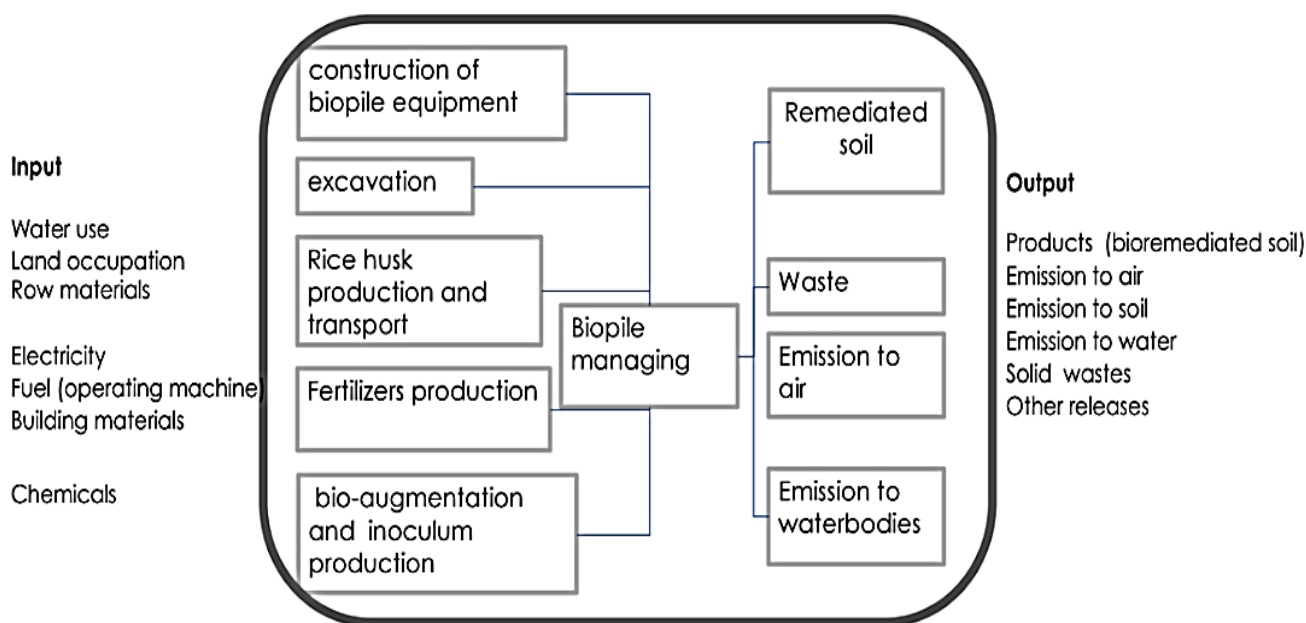 Input
Water use
Land occupation
Row materials
Electricity
Fuel (operating machine)
Building materials
Chemicals
construction of
biopile equipment
excavation
Rice husk
production and
transport
Fertilizers production
bio-augmentation
and inoculum
production
Biopile
managing
Remediated
soil
Waste
Emission to
air
Emission to
waterbodies
Output
Products (bioremediated soil)
Emission to air
Emission to soil
Emission to water
Solid wastes
Other releases